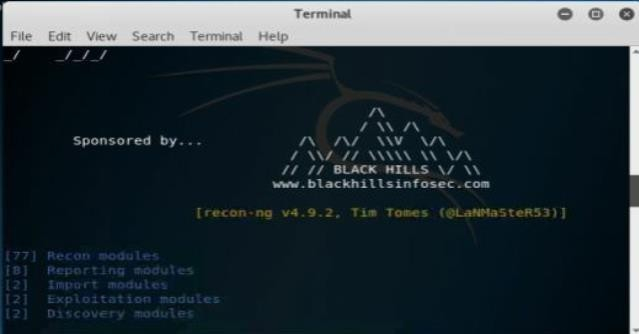 Terminal
File Edit View Search Terminal Help
_/    _/_/_/
/\
/ \\ /\
Sponsored by... /\ /\/ \\V \/\
/ \\/ // \\\\\ \\ \/\
// // BLACK HILLS \/ \\
www.blackhillsinfosec.com
[recon-ng v4.9.2, Tim Tomes (@LaNMaSteR53)]
[77] Recon modules
[8] Reporting modules
[2] Import modules
[2] Exploitation modules
[2] Discovery modules